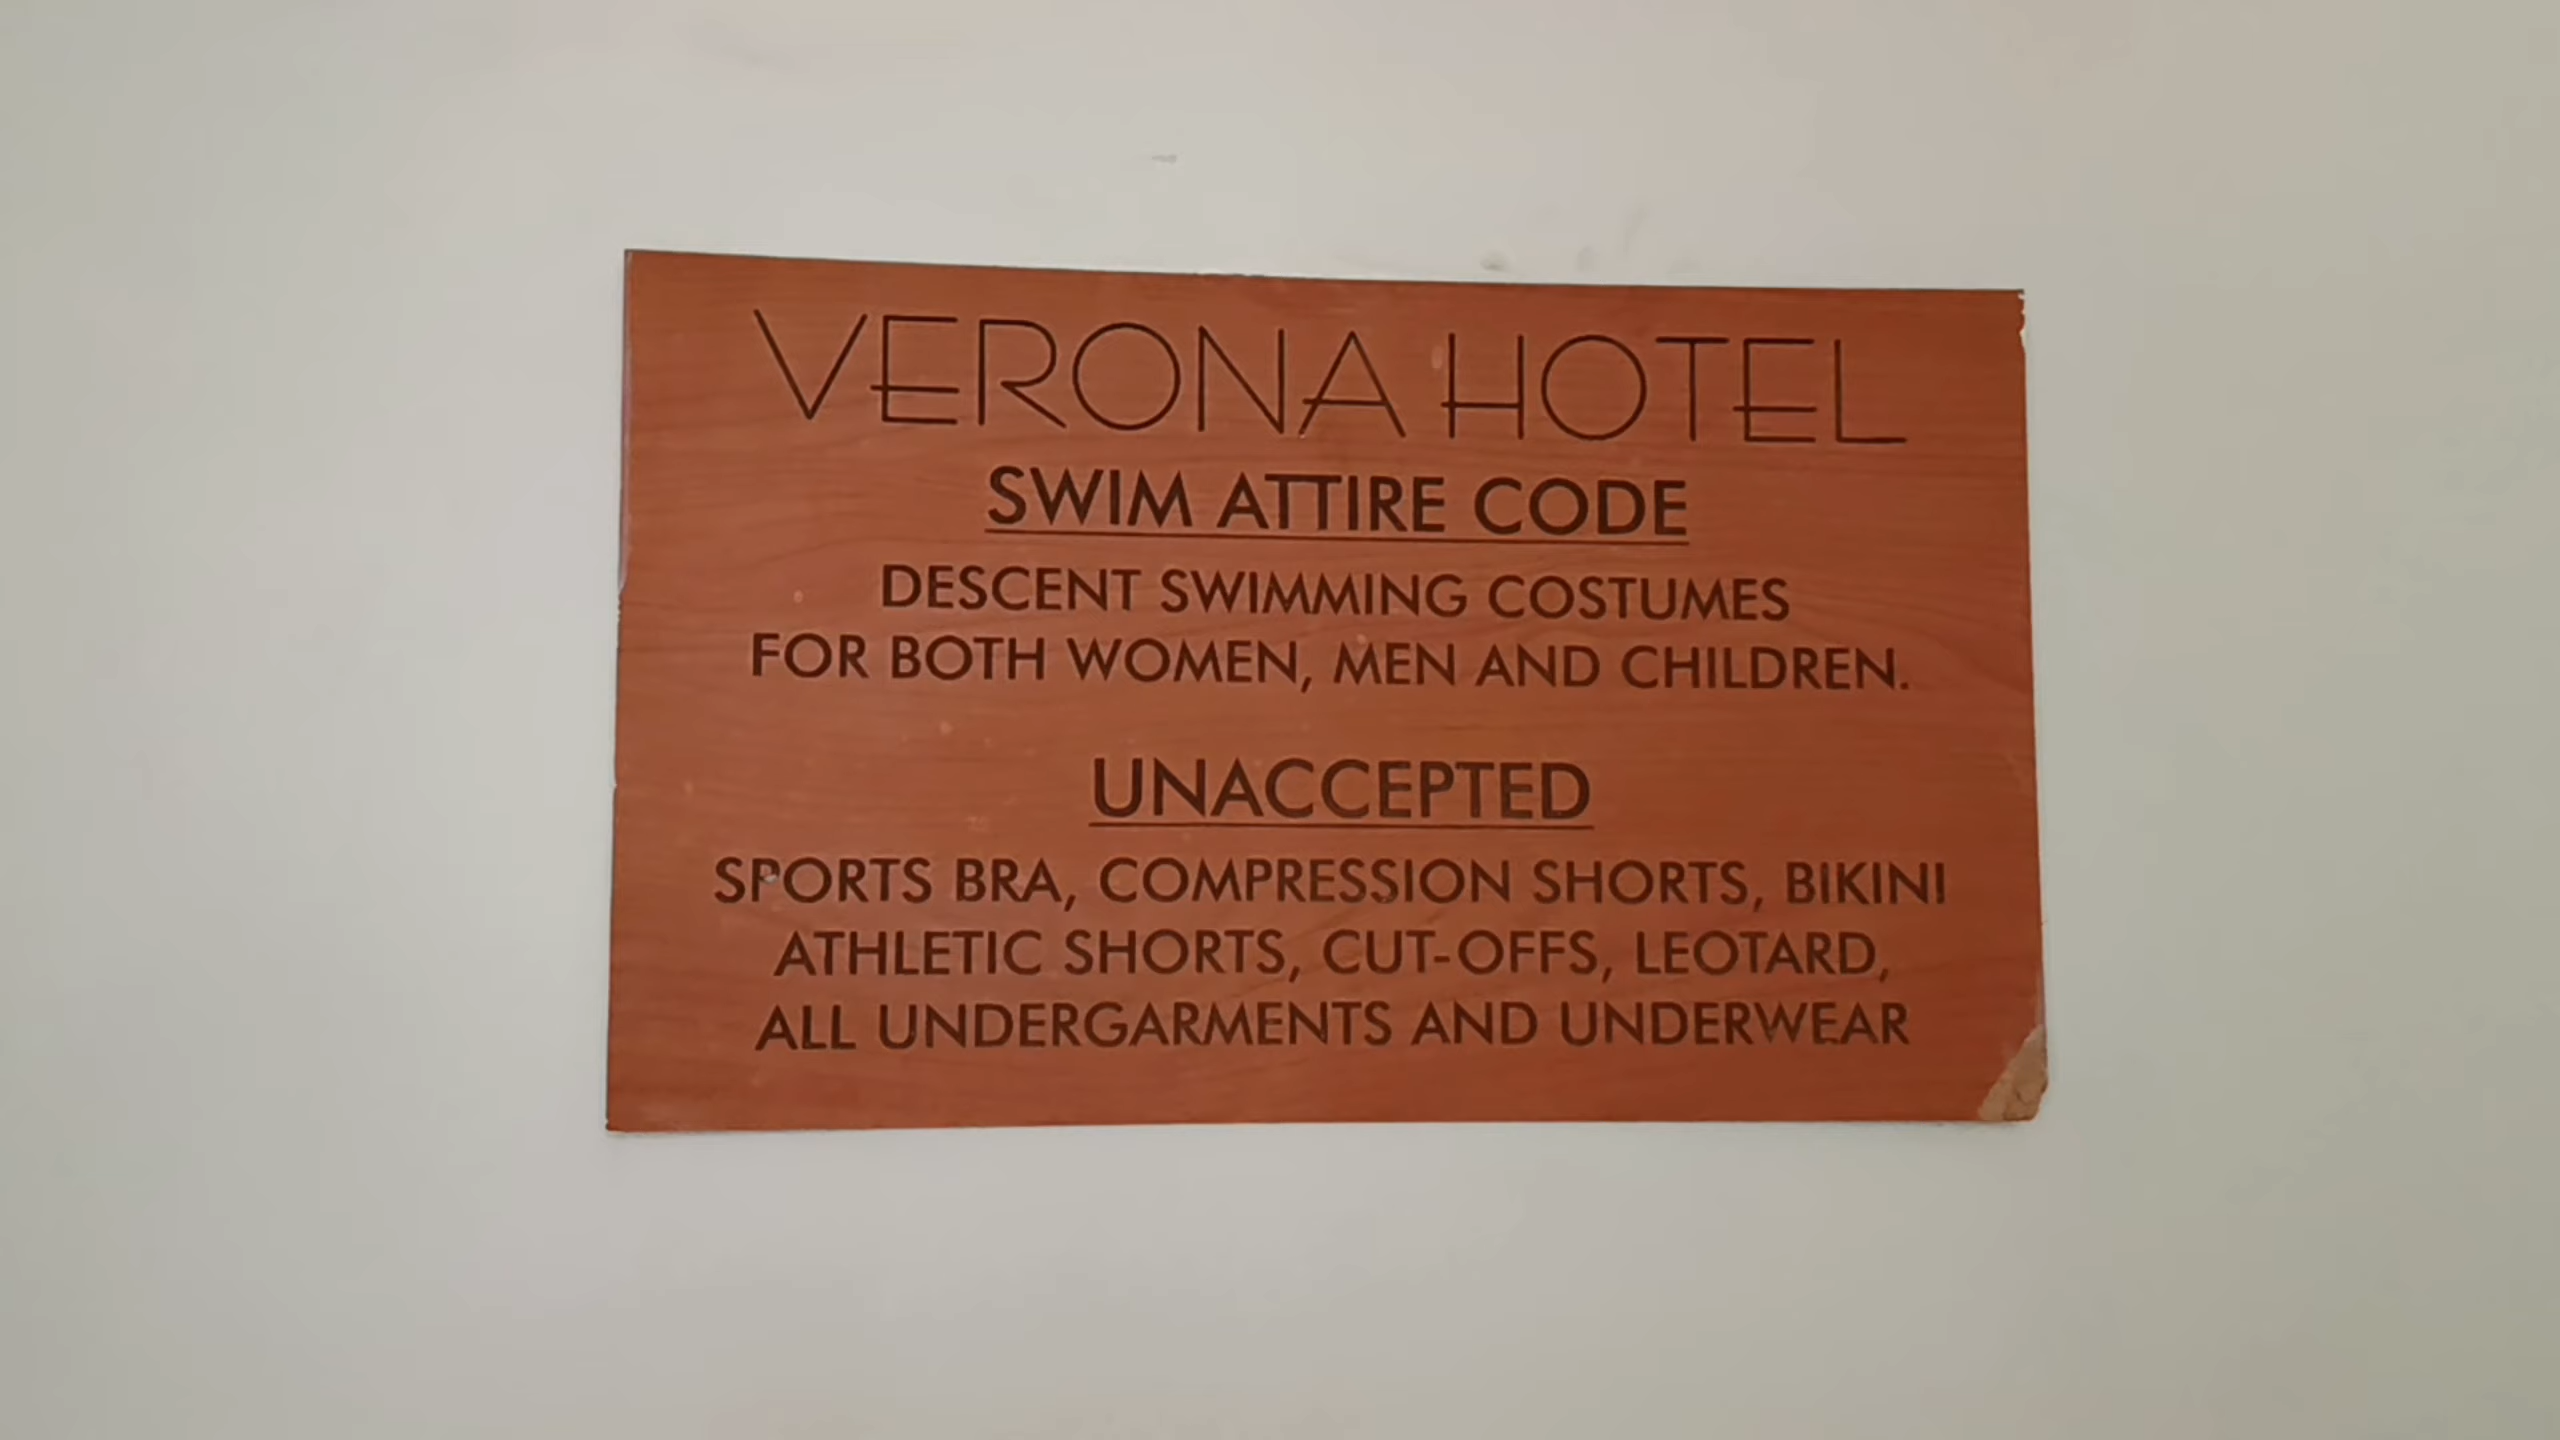 VERONA HOTEL
SWIM ATTIRE CODE
DESCENT SWIMMING COSTUMES
FOR BOTH WOMEN, MEN AND CHILDREN.
UNACCEPTED
SPORTS BRA, COMPRESSION SHORTS, BIKINI
ATHLETIC SHORTS, CUT-OFFS, LEOTARD,
ALL UNDERGARMENTS AND UNDERWEAR